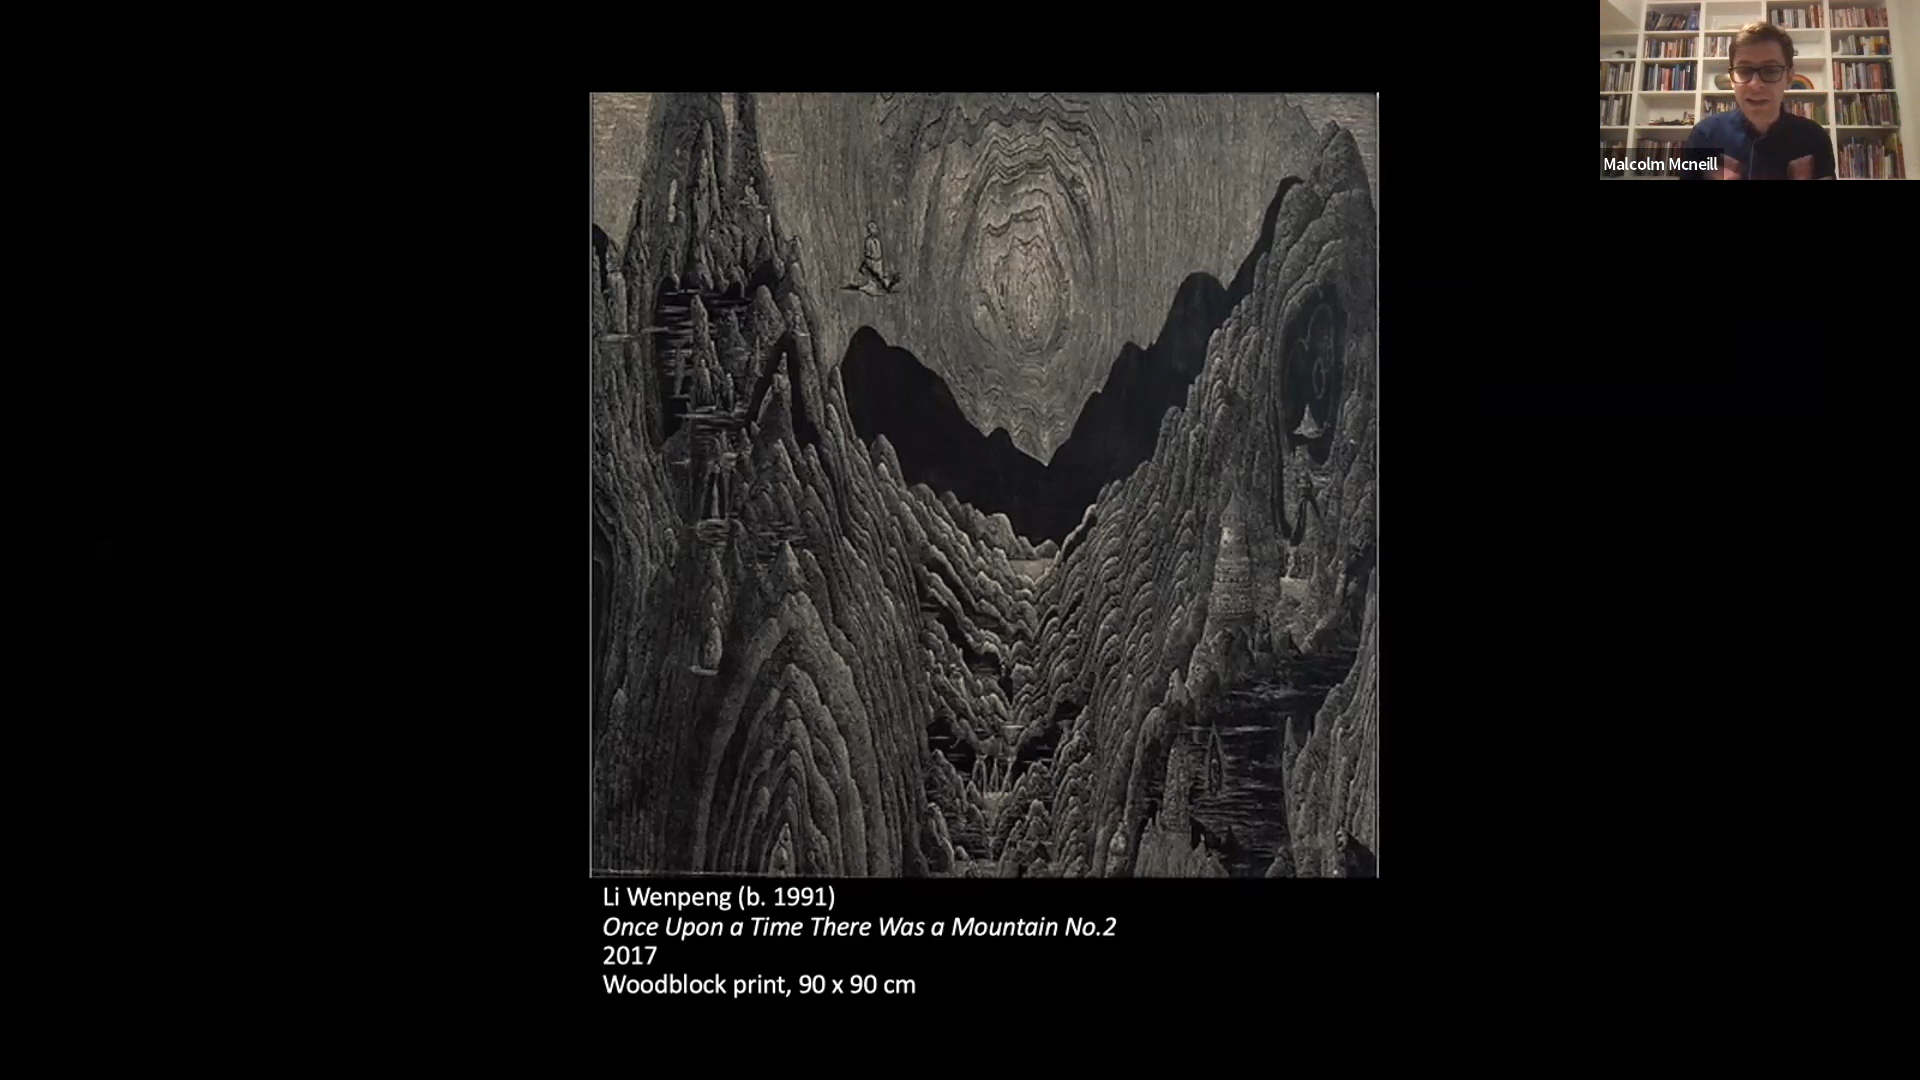 Malcolm Mcneill
Li Wenpeng (b. 1991)
Once Upon a Time There Was a Mountain No.2
2017
Woodblock print, 90 x 90 cm